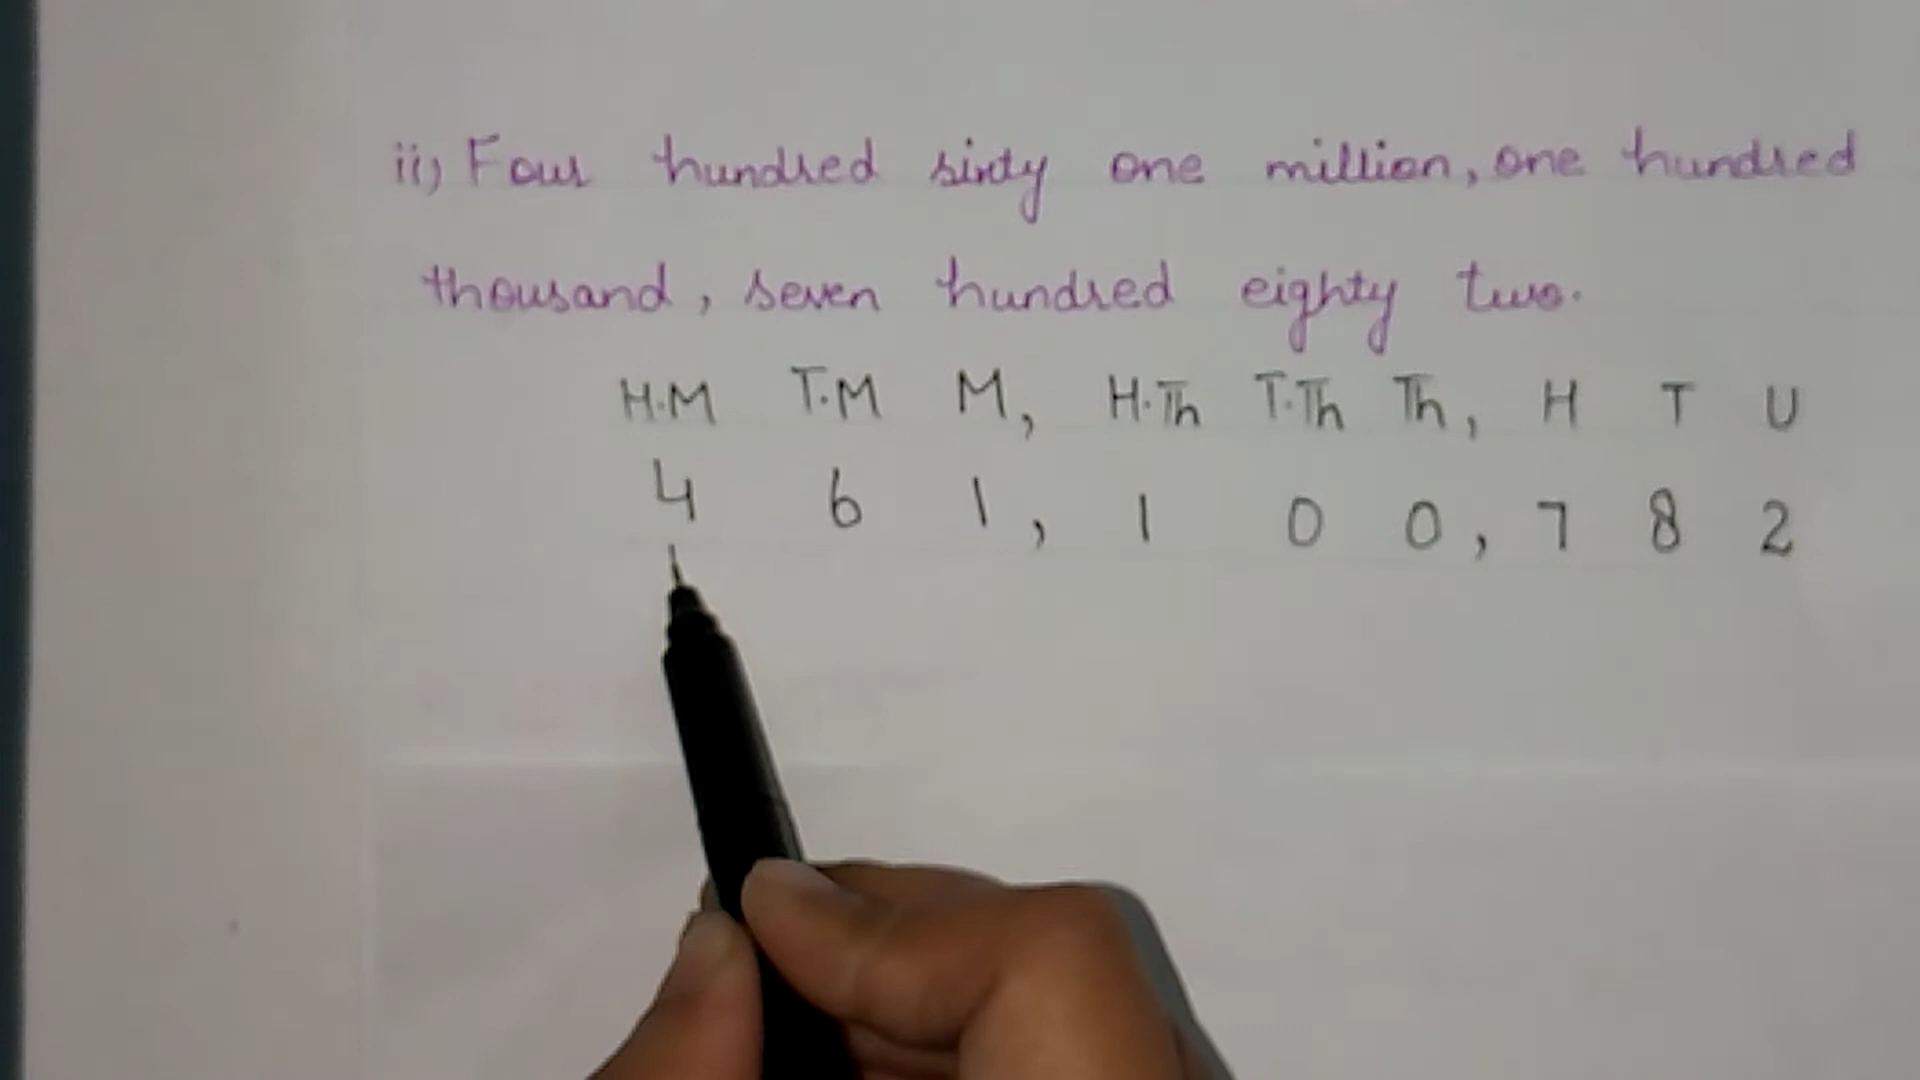 ii) Four hundred sixty one million, one hundred
thousand, seven hundred eighty two.
H.M T.M M, H.Th T.Th Th, H T U
4 6 1, 1 0 0, 7 8 2